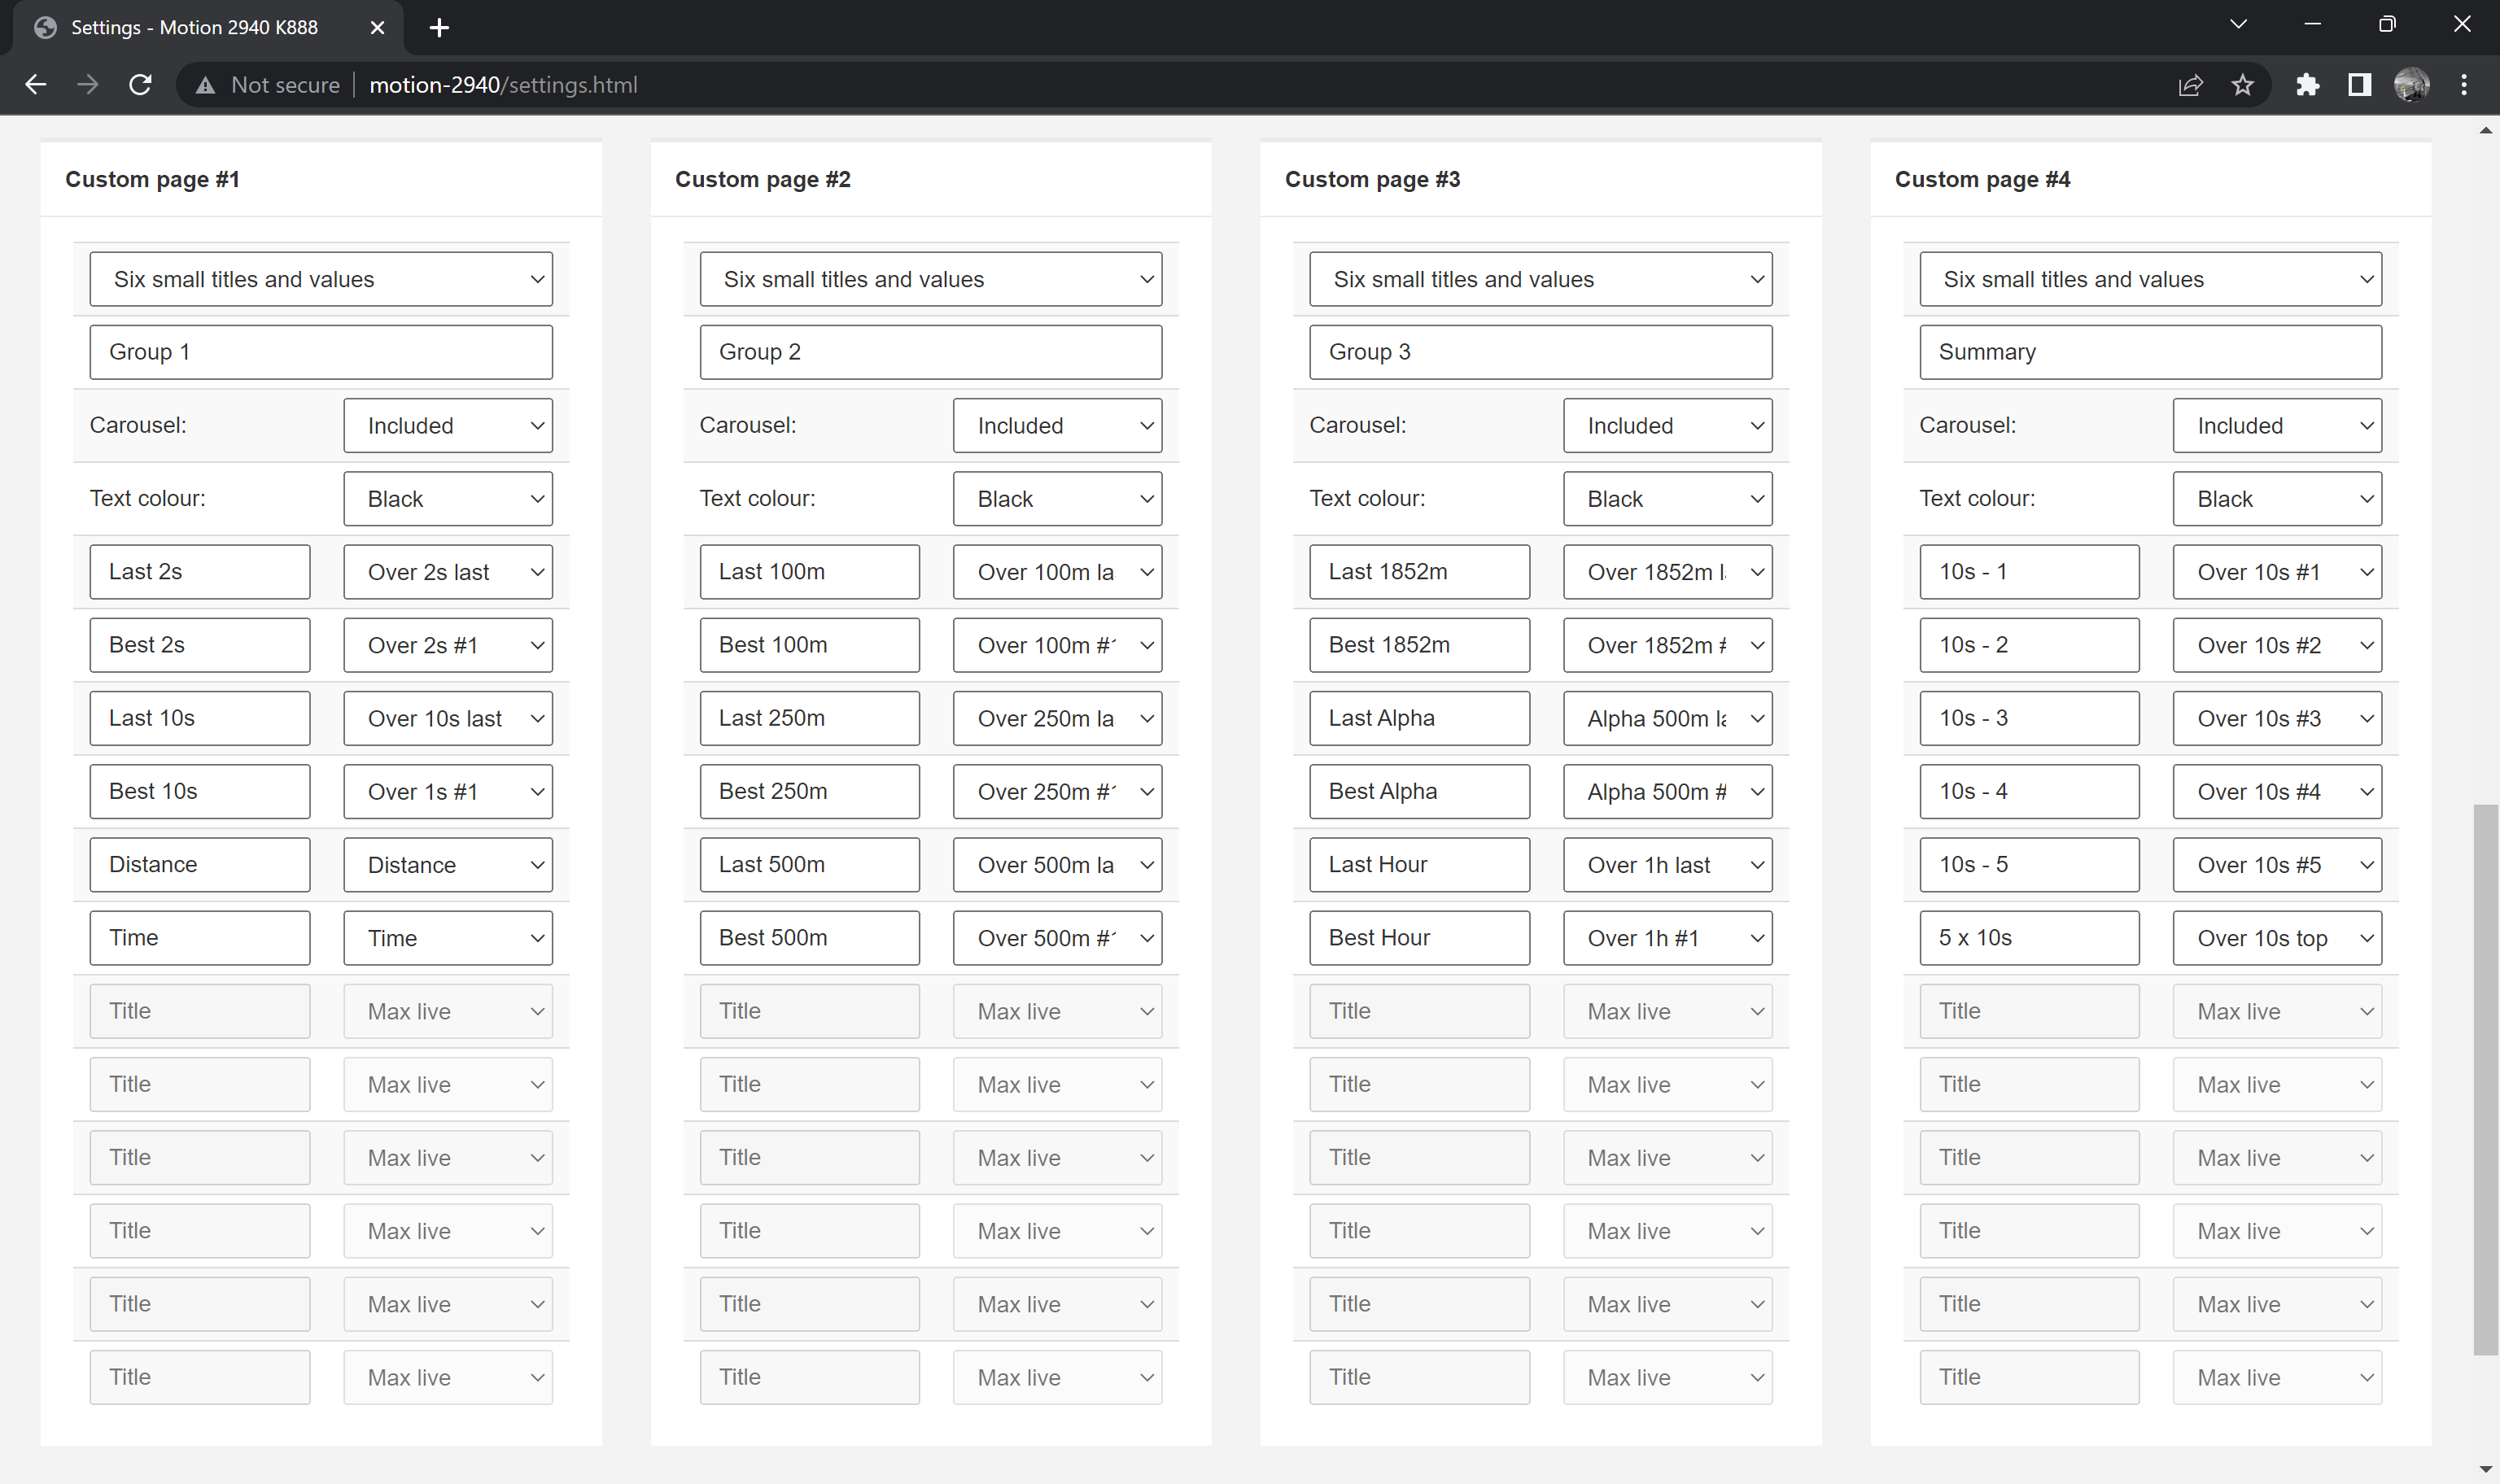 Settings - Motion 2940 K888
Not secure motion-2940/settings.html
Custom page #1
Six small titles and values
Group 1
Carousel: Included
Text colour: Black
Last 2s Over 2s last
Best 2s Over 2s #1
Last 10s Over 10s last
Best 10s Over 1s #1
Distance Distance
Time Time
Title Max live
Title Max live
Title Max live
Title Max live
Title Max live
Title Max live
Custom page #2
Six small titles and values
Group 2
Carousel: Included
Text colour: Black
Last 100m Over 100m la
Best 100m Over 100m #1
Last 250m Over 250m la
Best 250m Over 250m #1
Last 500m Over 500m la
Best 500m Over 500m #1
Title Max live
Title Max live
Title Max live
Title Max live
Title Max live
Title Max live
Custom page #3
Six small titles and values
Group 3
Carousel: Included
Text colour: Black
Last 1852m Over 1852m l
Best 1852m Over 1852m #
Last Alpha Alpha 500m la
Best Alpha Alpha 500m #
Last Hour Over 1h last
Best Hour Over 1h #1
Title Max live
Title Max live
Title Max live
Title Max live
Title Max live
Title Max live
Custom page #4
Six small titles and values
Summary
Carousel: Included
Text colour: Black
10s - 1 Over 10s #1
10s - 2 Over 10s #2
10s - 3 Over 10s #3
10s - 4 Over 10s #4
10s - 5 Over 10s #5
5 x 10s Over 10s top
Title Max live
Title Max live
Title Max live
Title Max live
Title Max live
Title Max live